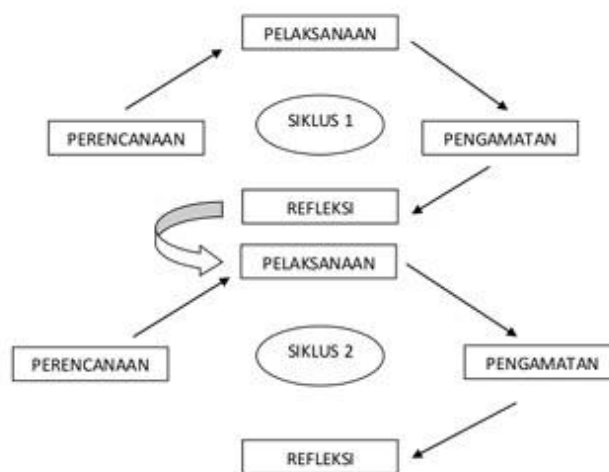 PELAKSANAAN
SIKLUS 1
PERENCANAAN
PENGAMATAN
REFLEKSI
PELAKSANAAN
SIKLUS 2
PERENCANAAN
PENGAMATAN
REFLEKSI